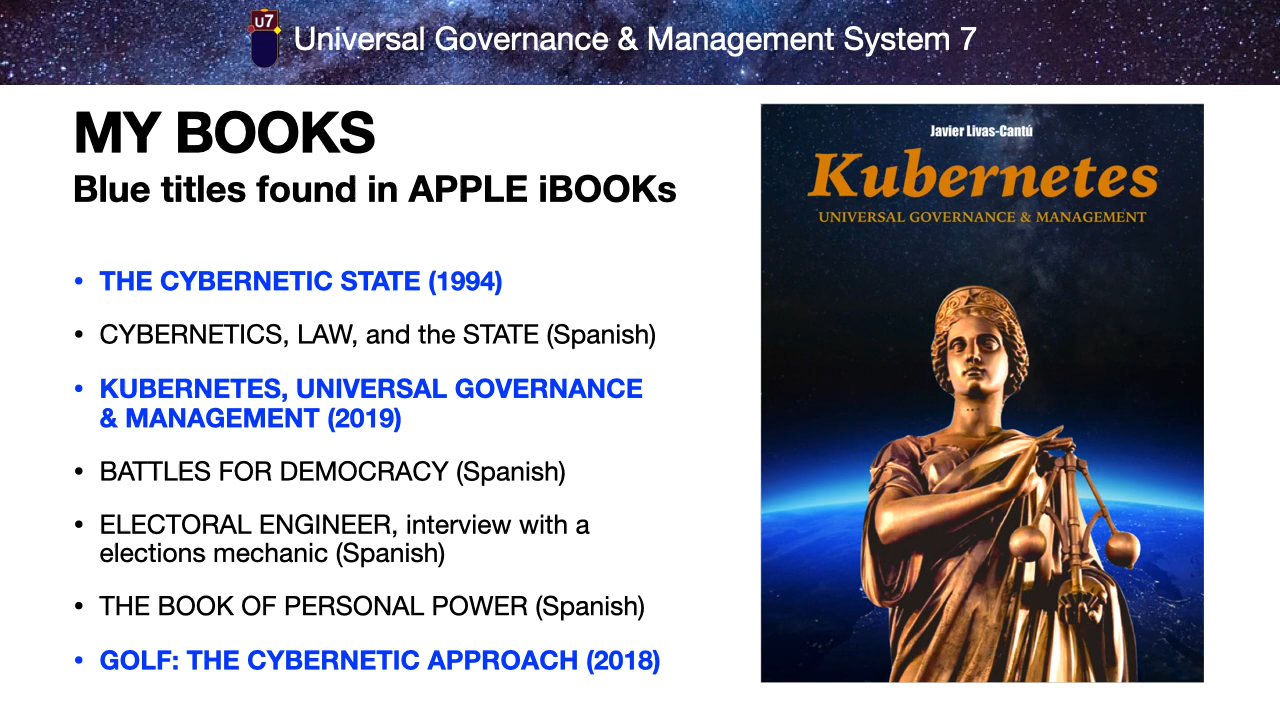 U7
Universal Governance & Management System 7
MY BOOKS
Blue titles found in APPLE iBOOKs
• THE CYBERNETIC STATE (1994)
• CYBERNETICS, LAW, and the STATE (Spanish)
• KUBERNETES, UNIVERSAL GOVERNANCE
& MANAGEMENT (2019)
• BATTLES FOR DEMOCRACY (Spanish)
• ELECTORAL ENGINEER, interview with a
elections mechanic (Spanish)
• THE BOOK OF PERSONAL POWER (Spanish)
• GOLF: THE CYBERNETIC APPROACH (2018)
Javier Livas-Cantú
Kubernetes
UNIVERSAL GOVERNANCE & MANAGEMENT